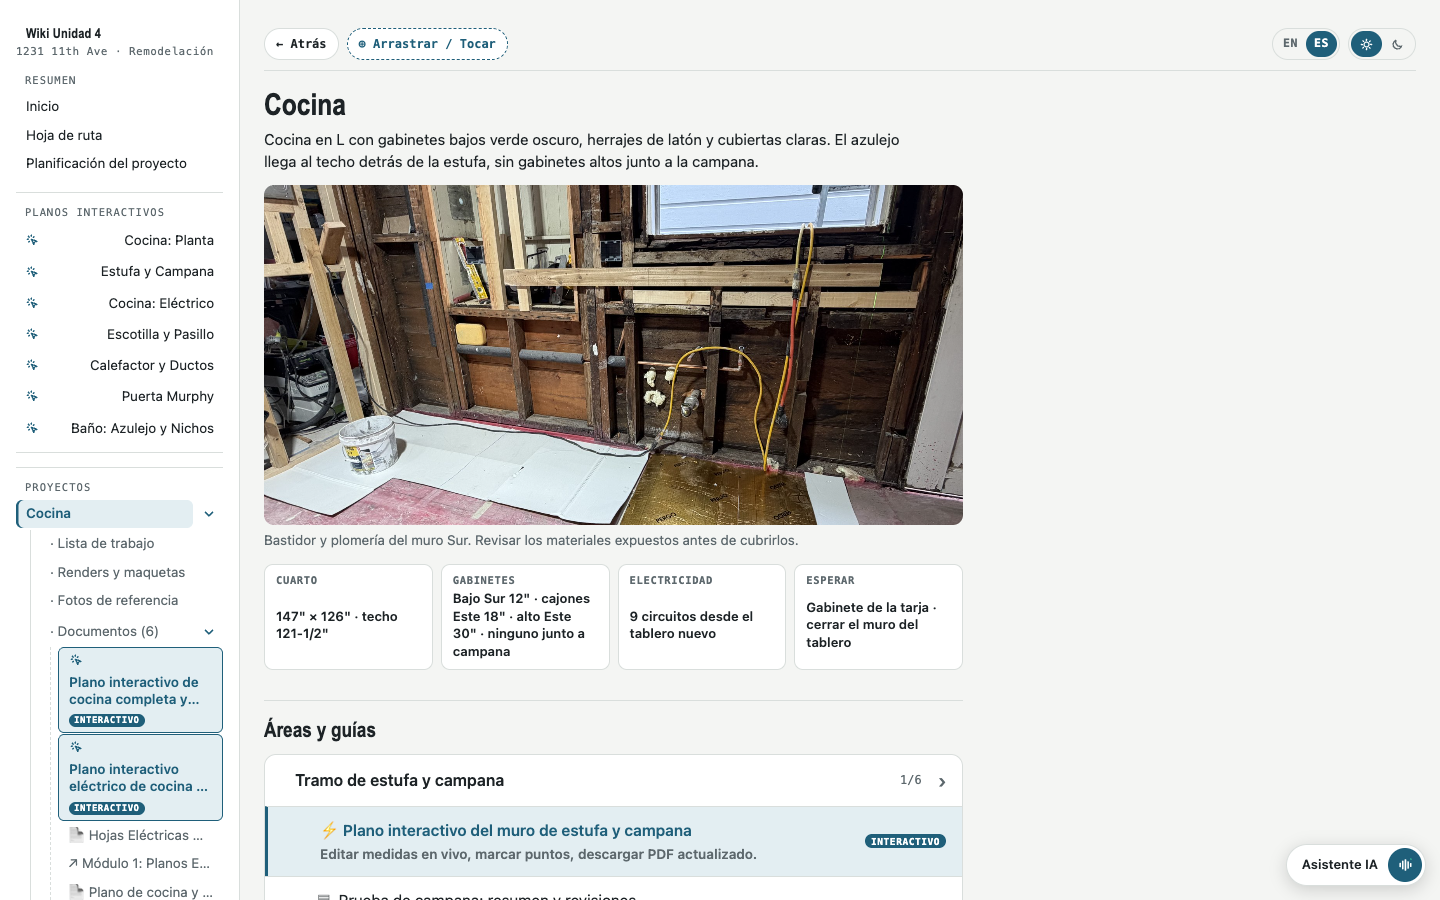 Wiki Unidad 4
1231 11th Ave · Remodelación
RESUMEN
Inicio
Hoja de ruta
Planificación del proyecto
PLANOS INTERACTIVOS
Cocina: Planta
Estufa y Campana
Cocina: Eléctrico
Escotilla y Pasillo
Calefactor y Ductos
Puerta Murphy
Baño: Azulejo y Nichos
PROYECTOS
Cocina
· Lista de trabajo
· Renders y maquetas
· Fotos de referencia
· Documentos (6)
Plano interactivo de
cocina completa y...
INTERACTIVO
Plano interactivo
eléctrico de cocina ...
INTERACTIVO
Hojas Eléctricas ...
↗ Módulo 1: Planos E...
Plano de cocina y ...
← Atrás
⊕ Arrastrar / Tocar
EN ES
Cocina
Cocina en L con gabinetes bajos verde oscuro, herrajes de latón y cubiertas claras. El azulejo
llega al techo detrás de la estufa, sin gabinetes altos junto a la campana.
Bastidor y plomería del muro Sur. Revisar los materiales expuestos antes de cubrirlos.
CUARTO
147" × 126" · techo
121-1/2"
GABINETES
Bajo Sur 12" · cajones
Este 18" · alto Este
30" · ninguno junto a
campana
ELECTRICIDAD
9 circuitos desde el
tablero nuevo
ESPERAR
Gabinete de la tarja ·
cerrar el muro del
tablero
Áreas y guías
Tramo de estufa y campana
1/6 ›
⚡ Plano interactivo del muro de estufa y campana
Editar medidas en vivo, marcar puntos, descargar PDF actualizado.
INTERACTIVO
Prueba de campana: resumen y revisiones
Asistente IA